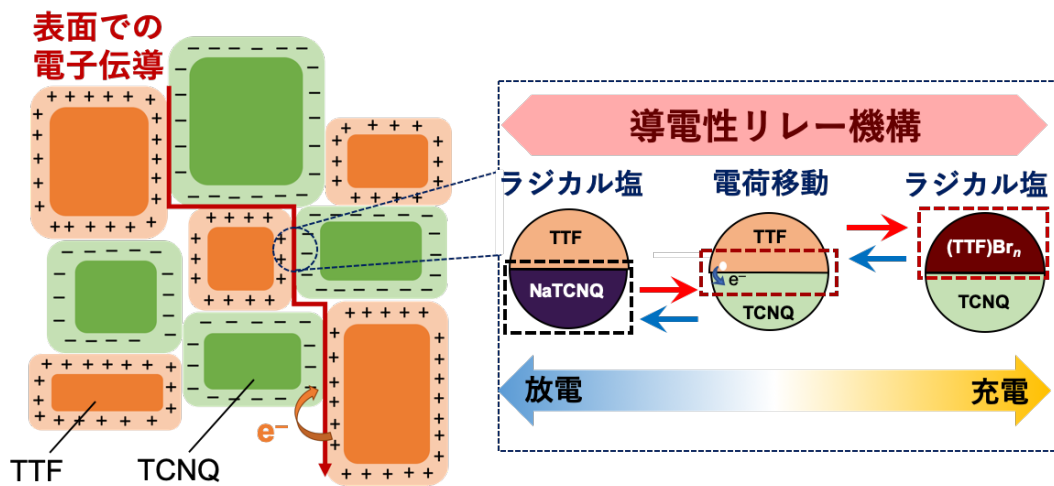 表面での
電子伝導
e⁻
TTF
TCNQ
導電性リレー機構
ラジカル塩
電荷移動
ラジカル塩
TTF
NaTCNQ
TTF
e⁻
TCNQ
(TTF)Brₙ
TCNQ
放電
充電